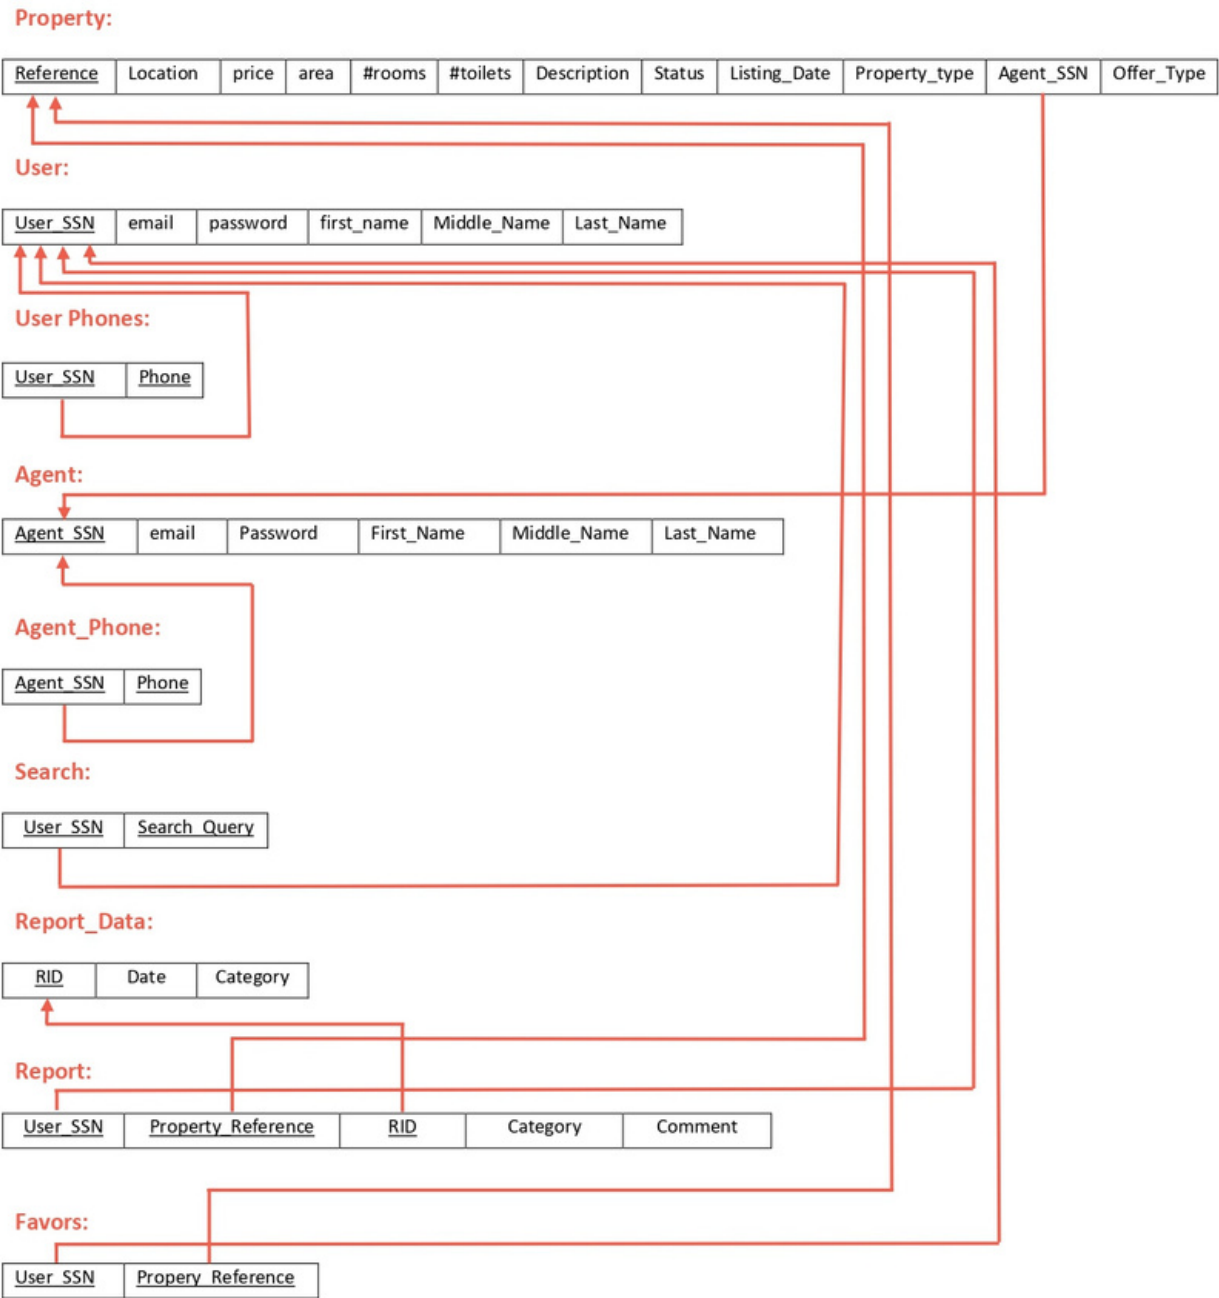 Property:
Reference Location price area #rooms #toilets Description Status Listing_Date Property_type Agent_SSN Offer_Type
User:
User_SSN email password first_name Middle_Name Last_Name
User Phones:
User_SSN Phone
Agent:
Agent_SSN email Password First_Name Middle_Name Last_Name
Agent_Phone:
Agent_SSN Phone
Search:
User_SSN Search_Query
Report_Data:
RID Date Category
Report:
User_SSN Property_Reference RID Category Comment
Favors:
User_SSN Propery_Reference